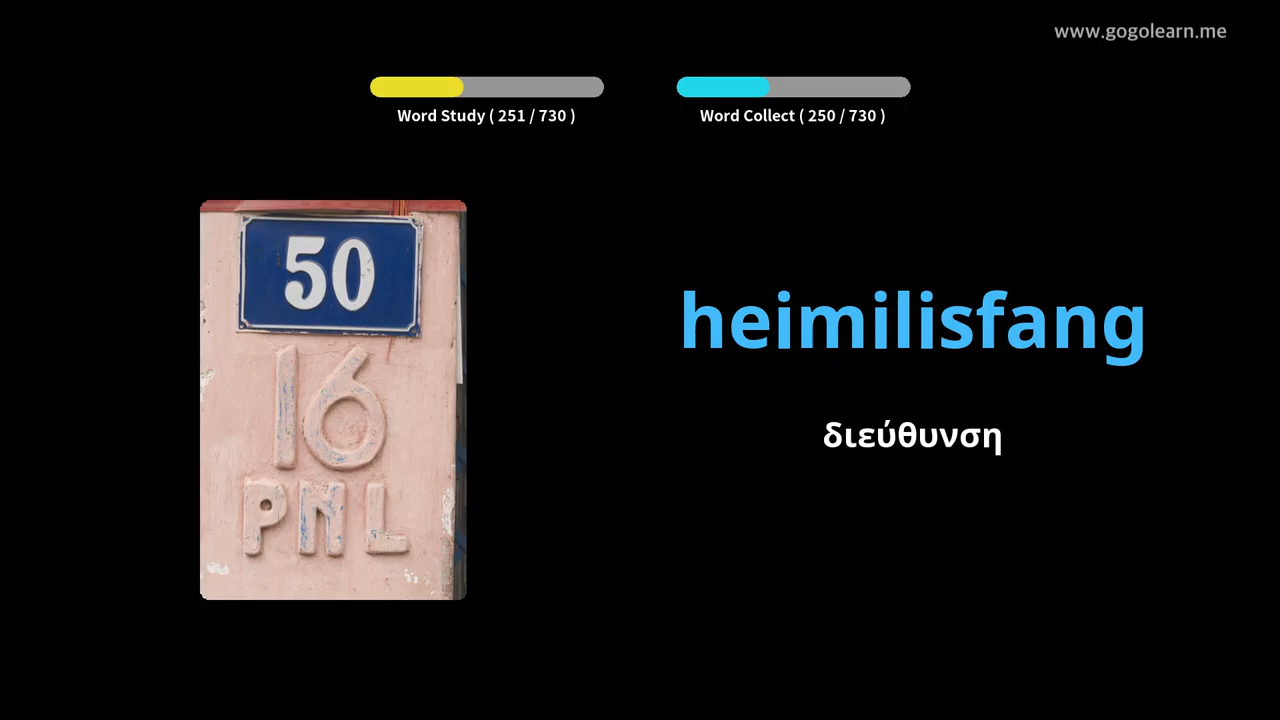 www.gogolearn.me
Word Study ( 251 / 730 )
Word Collect ( 250 / 730 )
50
16
PNL
heimilisfang
διεύθυνση